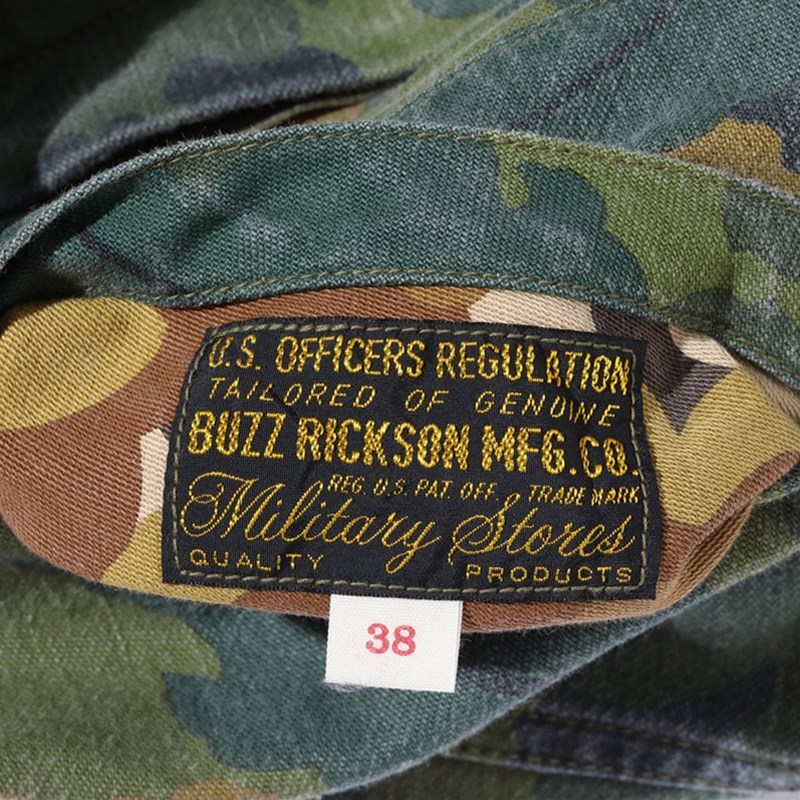 U.S. OFFICERS REGULATION
TAILORED OF GENUINE
BUZZ RICKSON MFG.CO.
REG. U.S. PAT. OFF. TRADE MARK
Military Stores
QUALITY PRODUCTS
38